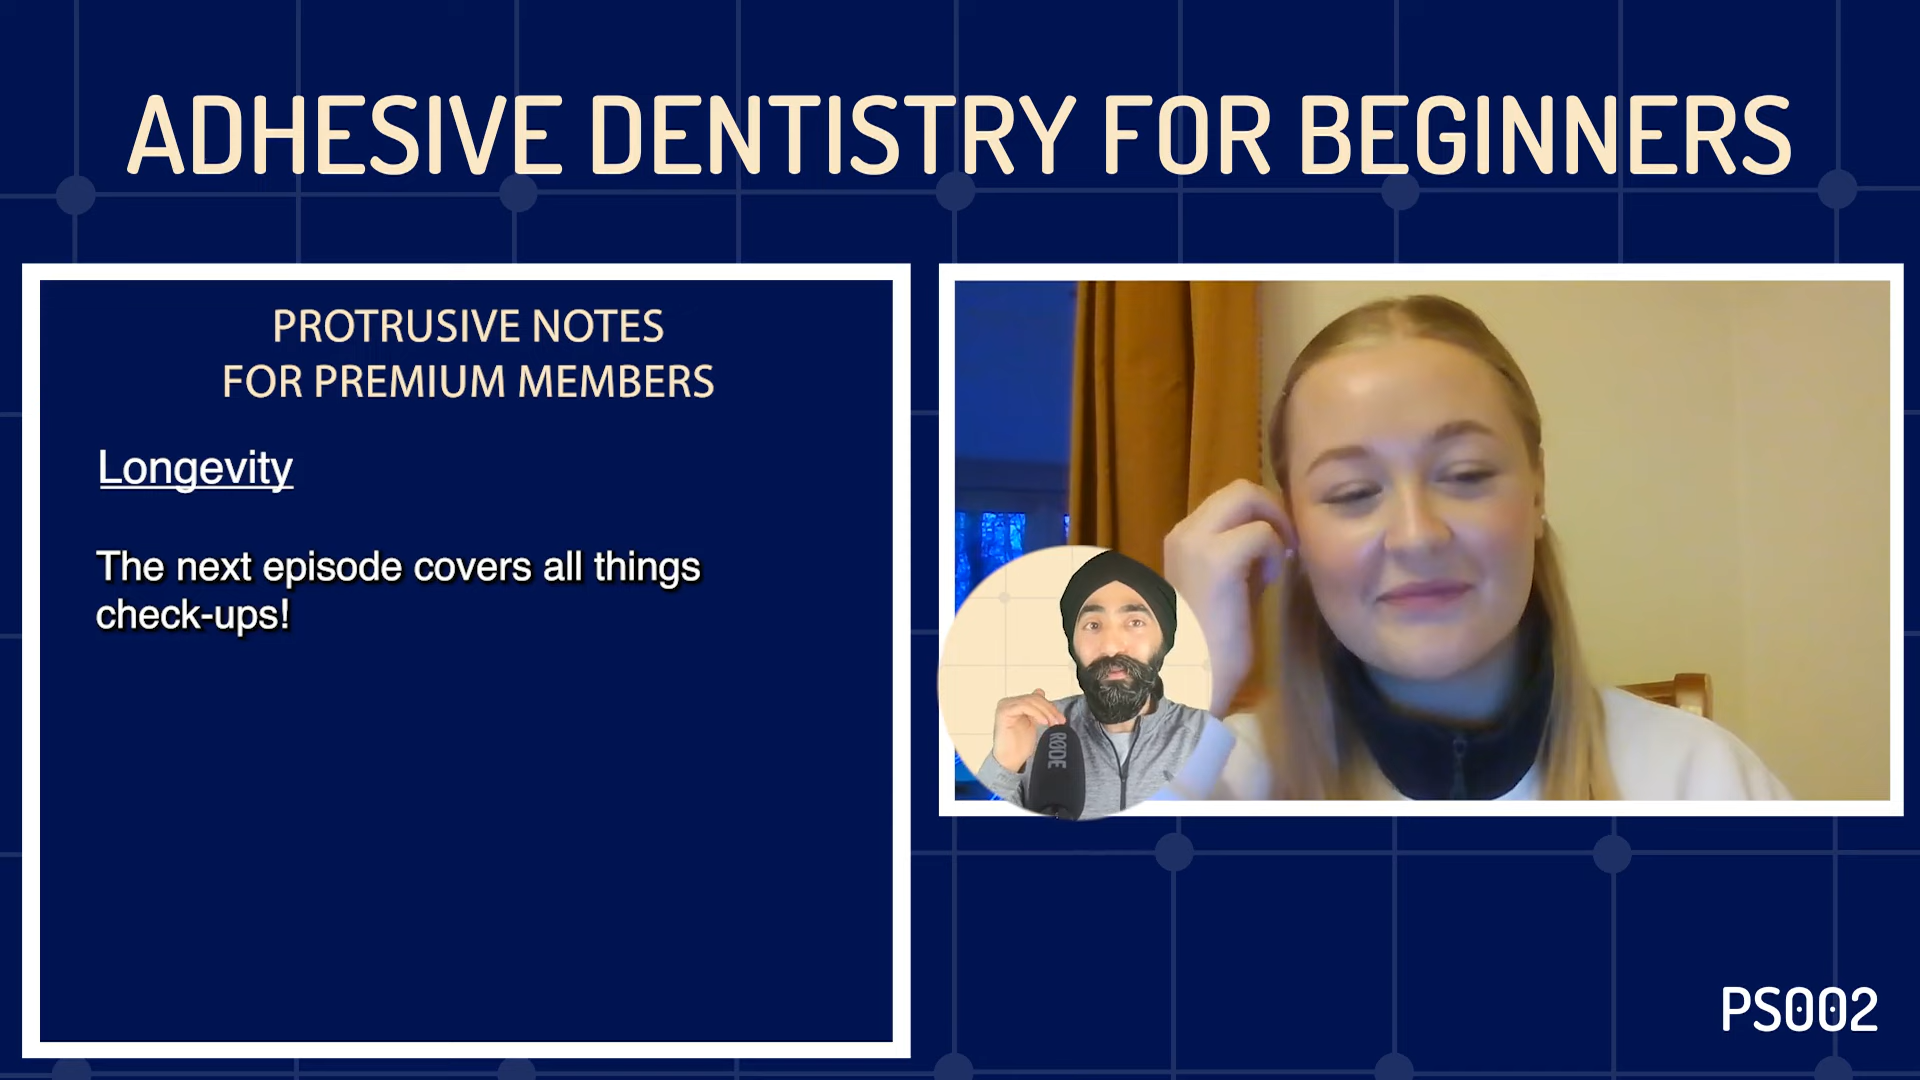 ADHESIVE DENTISTRY FOR BEGINNERS
PROTRUSIVE NOTES
FOR PREMIUM MEMBERS
Longevity
The next episode covers all things
check-ups!
RØDE
PS002